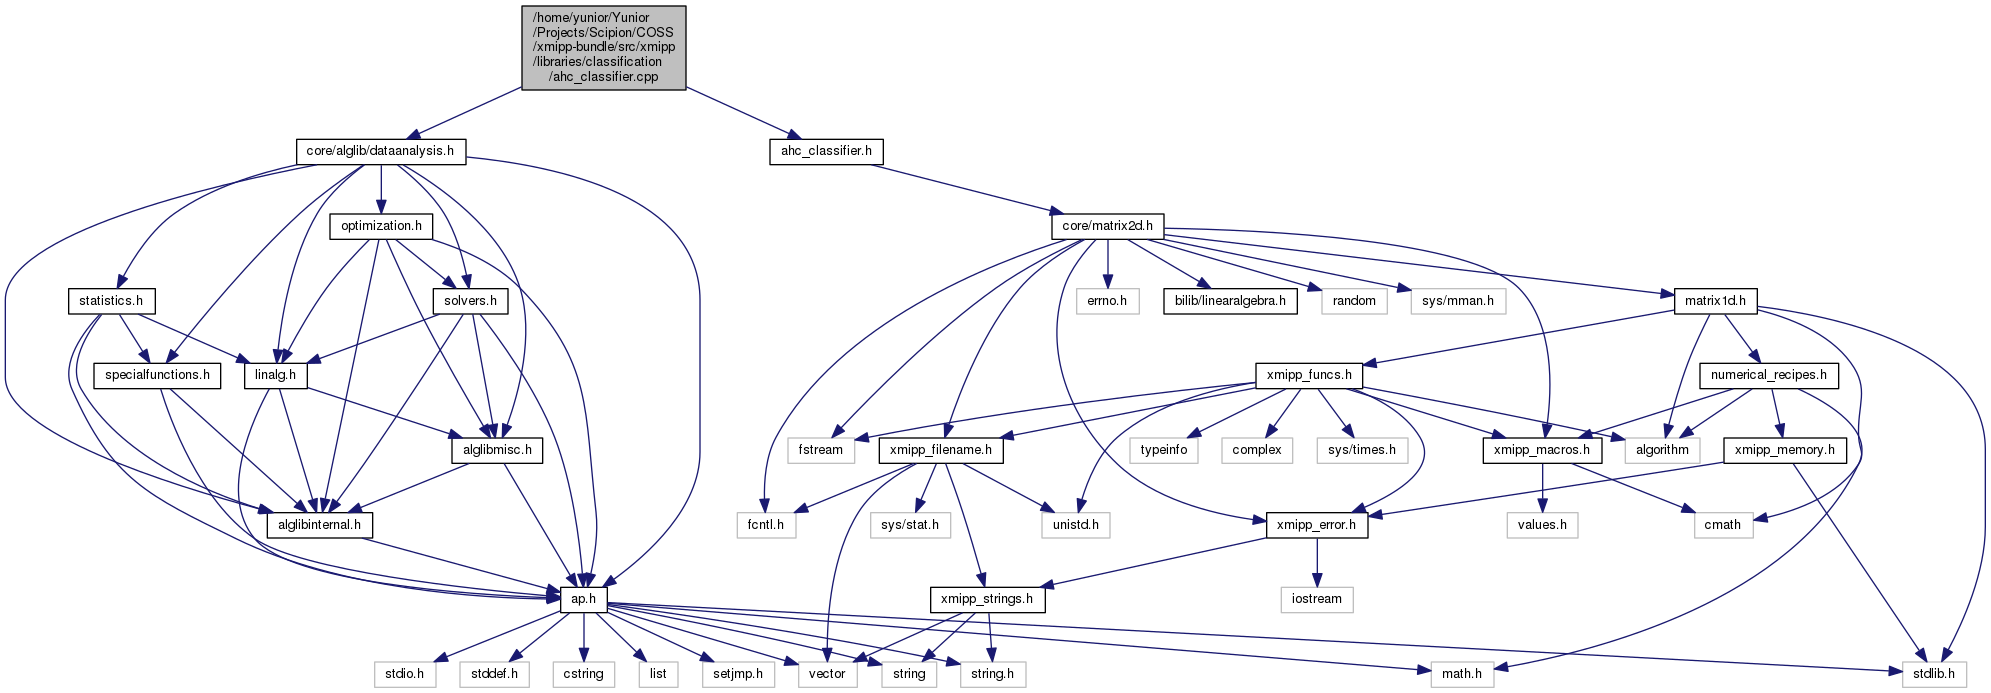 /home/yunior/Yunior
/Projects/Scipion/COSS
/xmipp-bundle/src/xmipp
/libraries/classification
/ahc_classifier.cpp
core/alglib/dataanalysis.h
ahc_classifier.h
optimization.h
core/matrix2d.h
statistics.h
solvers.h
errno.h
bilib/linearalgebra.h
random
sys/mman.h
matrix1d.h
specialfunctions.h
linalg.h
xmipp_funcs.h
numerical_recipes.h
alglibmisc.h
fstream
xmipp_filename.h
typeinfo
complex
sys/times.h
xmipp_macros.h
algorithm
xmipp_memory.h
alglibinternal.h
fcntl.h
sys/stat.h
unistd.h
xmipp_error.h
values.h
cmath
ap.h
xmipp_strings.h
iostream
stdio.h
stddef.h
cstring
list
setjmp.h
vector
string
string.h
math.h
stdlib.h